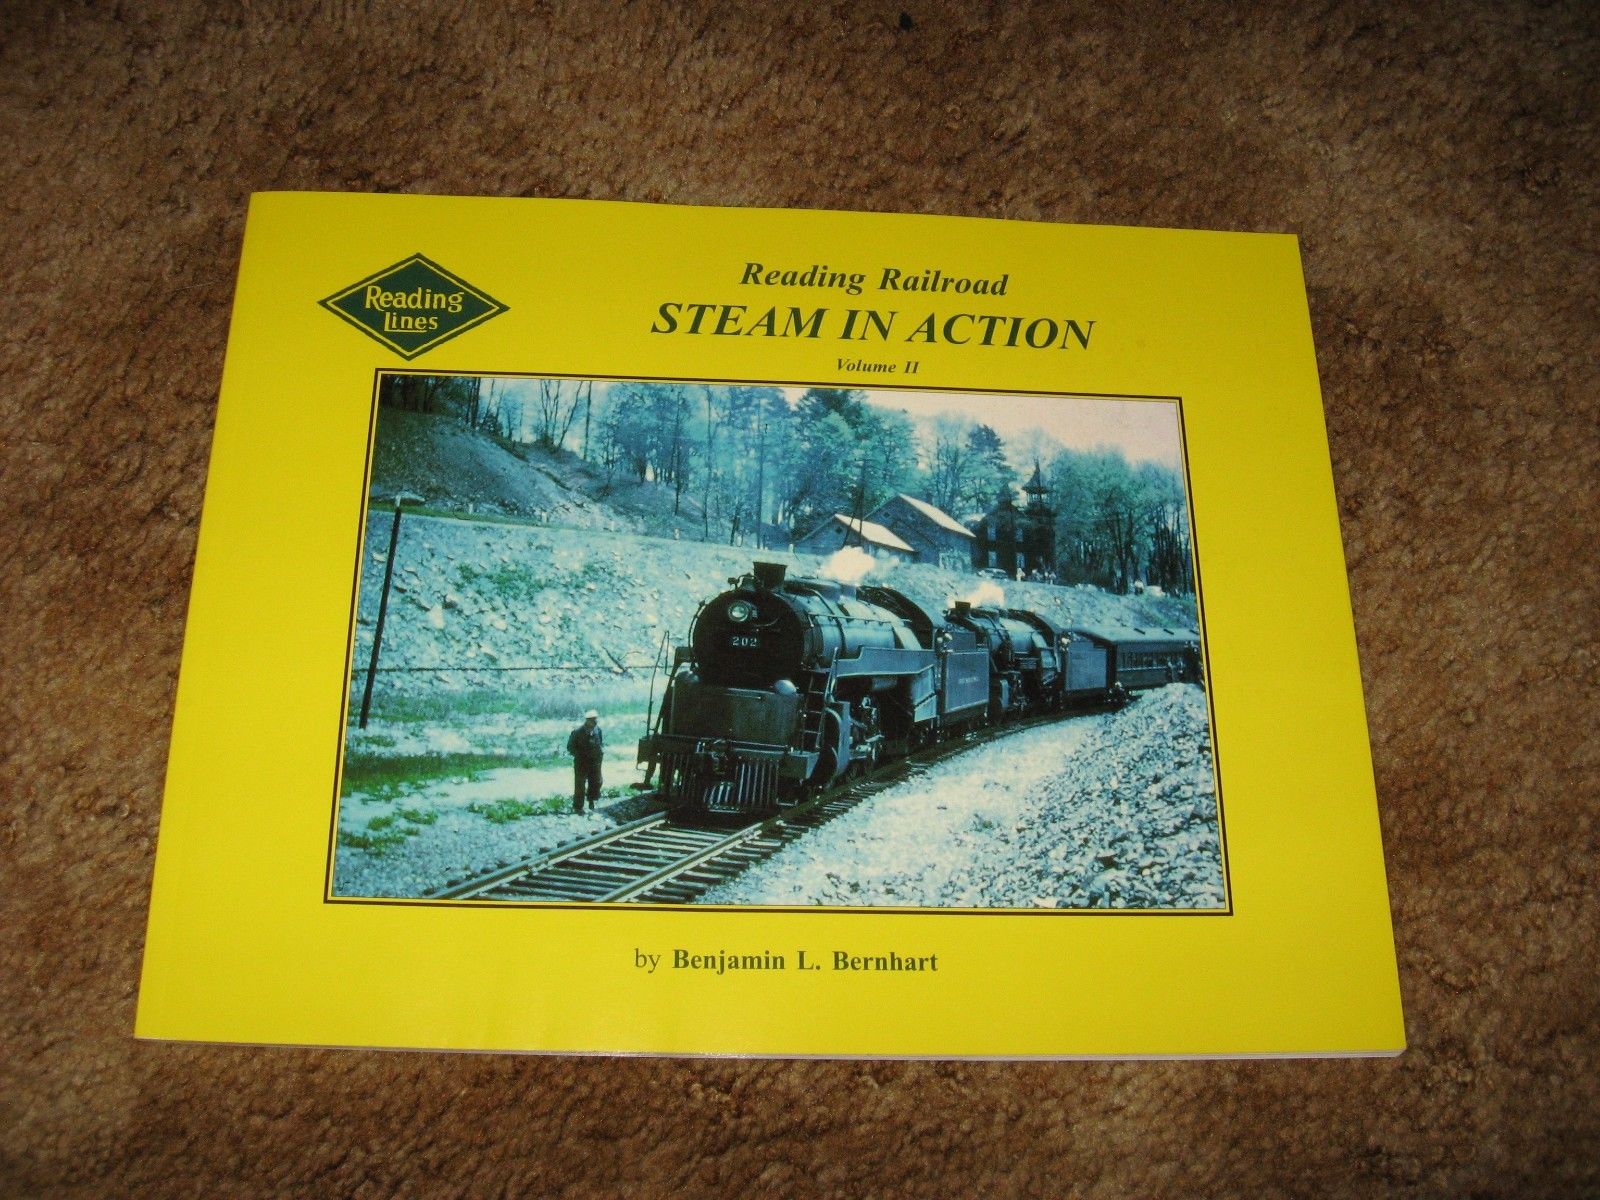 Reading
Lines
Reading Railroad
STEAM IN ACTION
Volume II
202
by Benjamin L. Bernhart